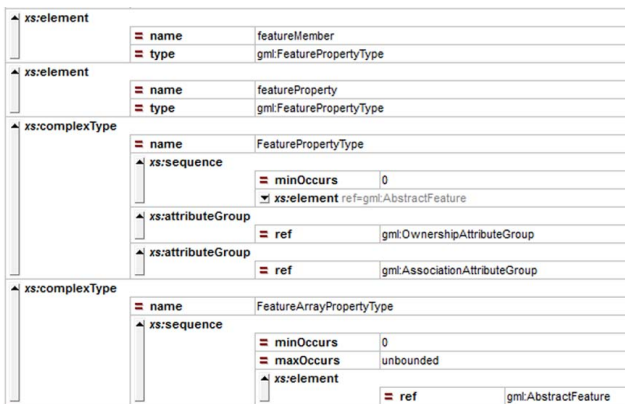 xs:element
= name featureMember
= type gml:FeaturePropertyType
xs:element
= name featureProperty
= type gml:FeaturePropertyType
xs:complexType
= name FeaturePropertyType
xs:sequence
= minOccurs 0
xs:element ref=gml:AbstractFeature
xs:attributeGroup
= ref gml:OwnershipAttributeGroup
xs:attributeGroup
= ref gml:AssociationAttributeGroup
xs:complexType
= name FeatureArrayPropertyType
xs:sequence
= minOccurs 0
= maxOccurs unbounded
xs:element
= ref gml:AbstractFeature